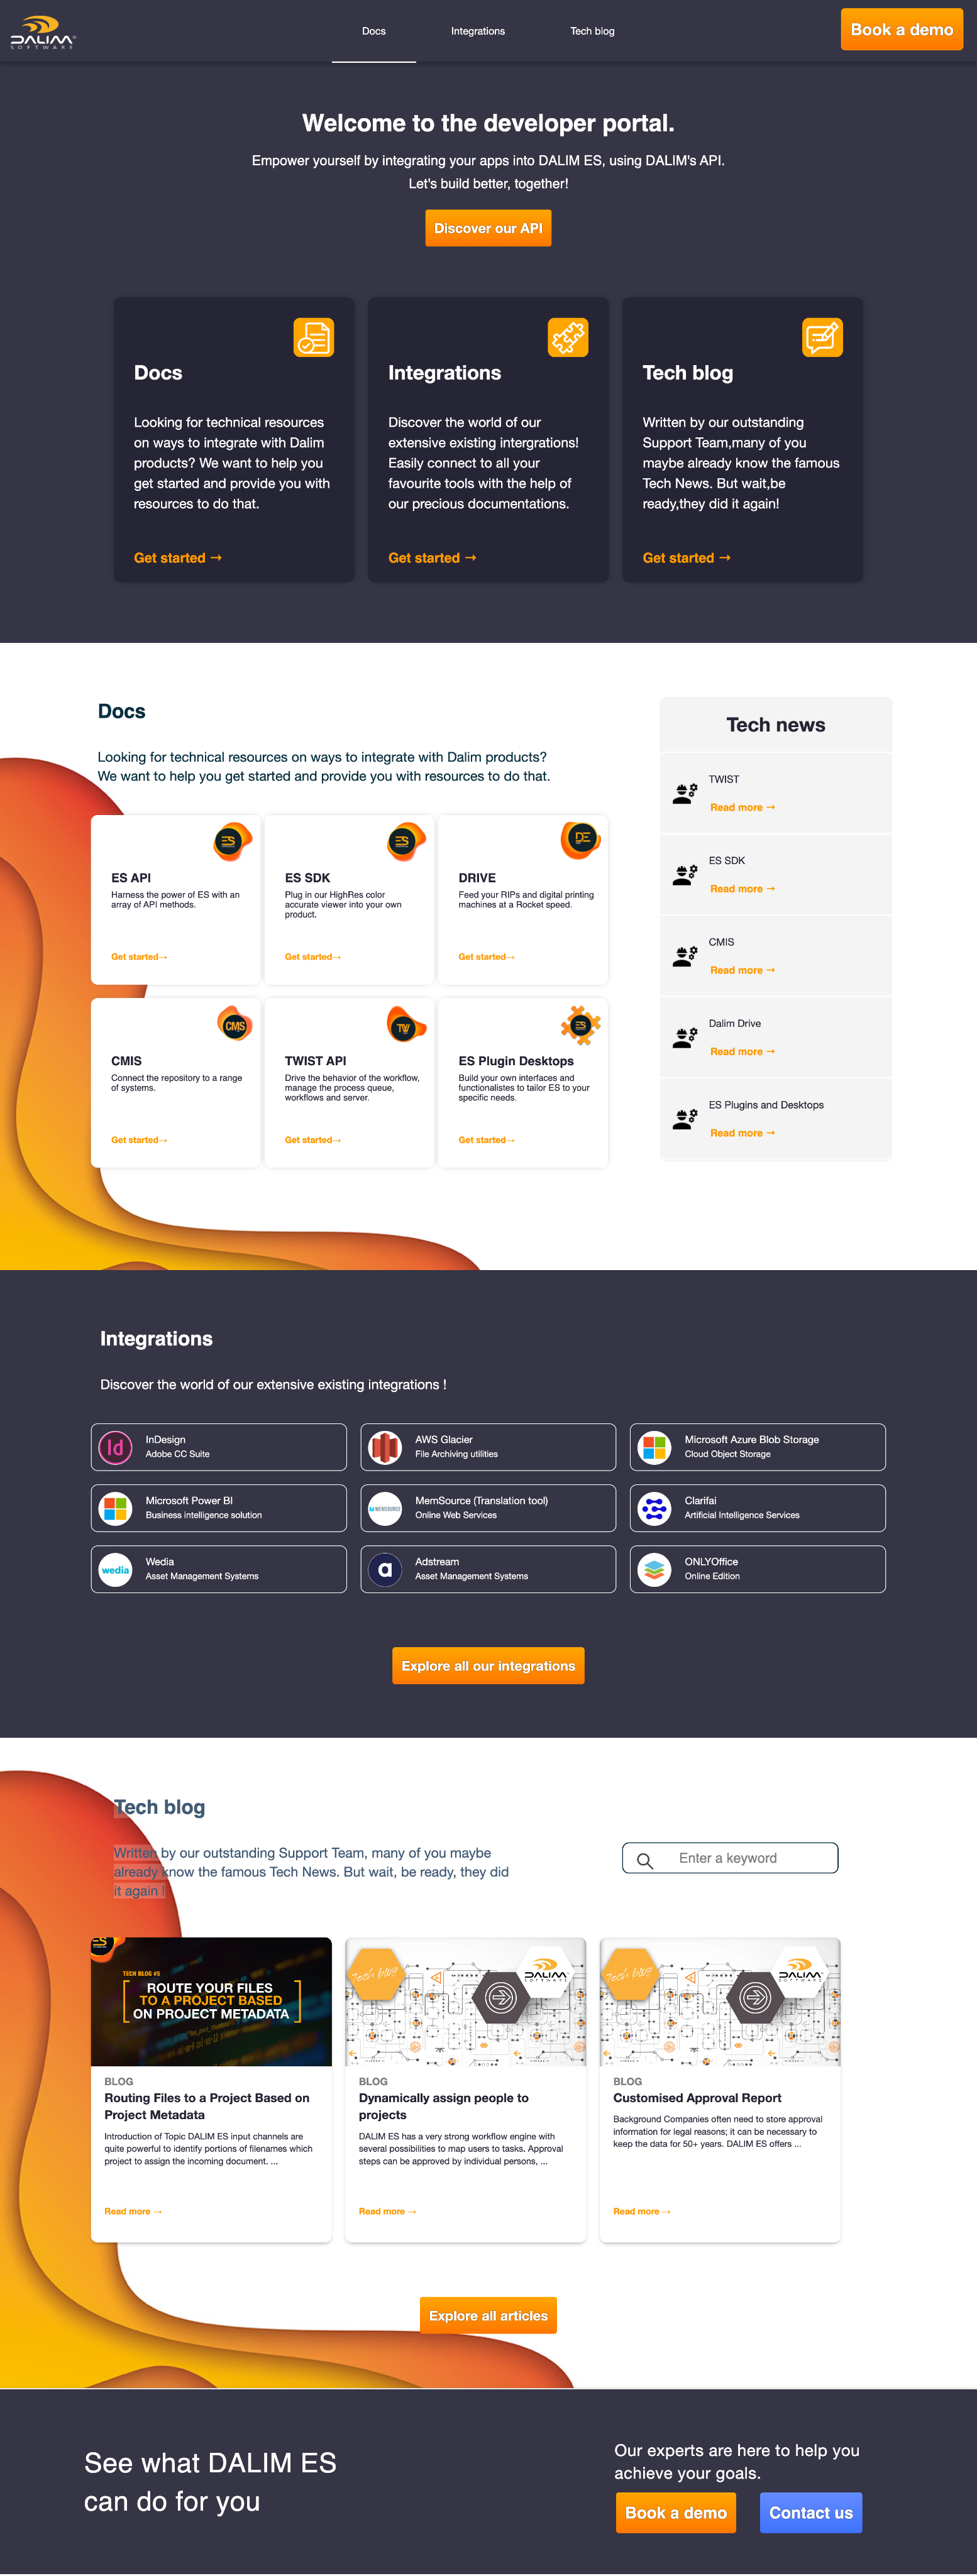 DALIM
SOFTWARE
Docs
Integrations
Tech blog
Book a demo
Welcome to the developer portal.
Empower yourself by integrating your apps into DALIM ES, using DALIM's API.
Let's build better, together!
Discover our API
Docs
Looking for technical resources
on ways to integrate with Dalim
products? We want to help you
get started and provide you with
resources to do that.
Get started →
Integrations
Discover the world of our
extensive existing intergrations!
Easily connect to all your
favourite tools with the help of
our precious documentations.
Get started →
Tech blog
Written by our outstanding
Support Team,many of you
maybe already know the famous
Tech News. But wait,be
ready,they did it again!
Get started →
Docs
Looking for technical resources on ways to integrate with Dalim products?
We want to help you get started and provide you with resources to do that.
ES
ES API
Harness the power of ES with an
array of API methods.
Get started→
ES
ES SDK
Plug in our HighRes color
accurate viewer into your own
product.
Get started→
DE
DRIVE
Feed your RIPs and digital printing
machines at a Rocket speed.
Get started→
CMS
CMIS
Connect the repository to a range
of systems.
Get started→
TW
TWIST API
Drive the behavior of the workflow,
manage the process queue,
workflows and server.
Get started→
ES
ES Plugin Desktops
Build your own interfaces and
functionalistes to tailor ES to your
specific needs.
Get started→
Tech news
TWIST
Read more →
ES SDK
Read more →
CMIS
Read more →
Dalim Drive
Read more →
ES Plugins and Desktops
Read more →
Integrations
Discover the world of our extensive existing integrations !
Id
InDesign
Adobe CC Suite
AWS Glacier
File Archiving utilities
Microsoft Azure Blob Storage
Cloud Object Storage
Microsoft Power BI
Business intelligence solution
MEMSOURCE
MemSource (Translation tool)
Online Web Services
Clarifai
Artificial Intelligence Services
wedia
Wedia
Asset Management Systems
a
Adstream
Asset Management Systems
ONLYOffice
Online Edition
Explore all our integrations
Tech blog
Written by our outstanding Support Team, many of you maybe
already know the famous Tech News. But wait, be ready, they did
it again !
Enter a keyword
ES
TECH BLOG #5
ROUTE YOUR FILES
TO A PROJECT BASED
ON PROJECT METADATA
BLOG
Routing Files to a Project Based on
Project Metadata
Introduction of Topic DALIM ES input channels are
quite powerful to identify portions of filenames which
project to assign the incoming document. ...
Read more →
Tech blog
DALIM
SOFTWARE
BLOG
Dynamically assign people to
projects
DALIM ES has a very strong workflow engine with
several possibilities to map users to tasks. Approval
steps can be approved by individual persons, ...
Read more →
Tech blog
DALIM
SOFTWARE
BLOG
Customised Approval Report
Background Companies often need to store approval
information for legal reasons; it can be necessary to
keep the data for 50+ years. DALIM ES offers ...
Read more →
Explore all articles
See what DALIM ES
can do for you
Our experts are here to help you
achieve your goals.
Book a demo
Contact us